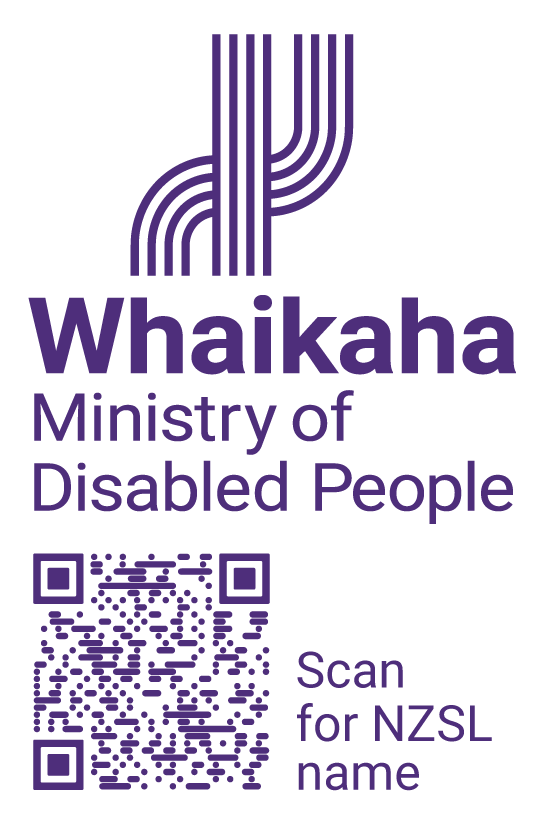 Whaikaha
Ministry of
Disabled People
Scan
for NZSL
name